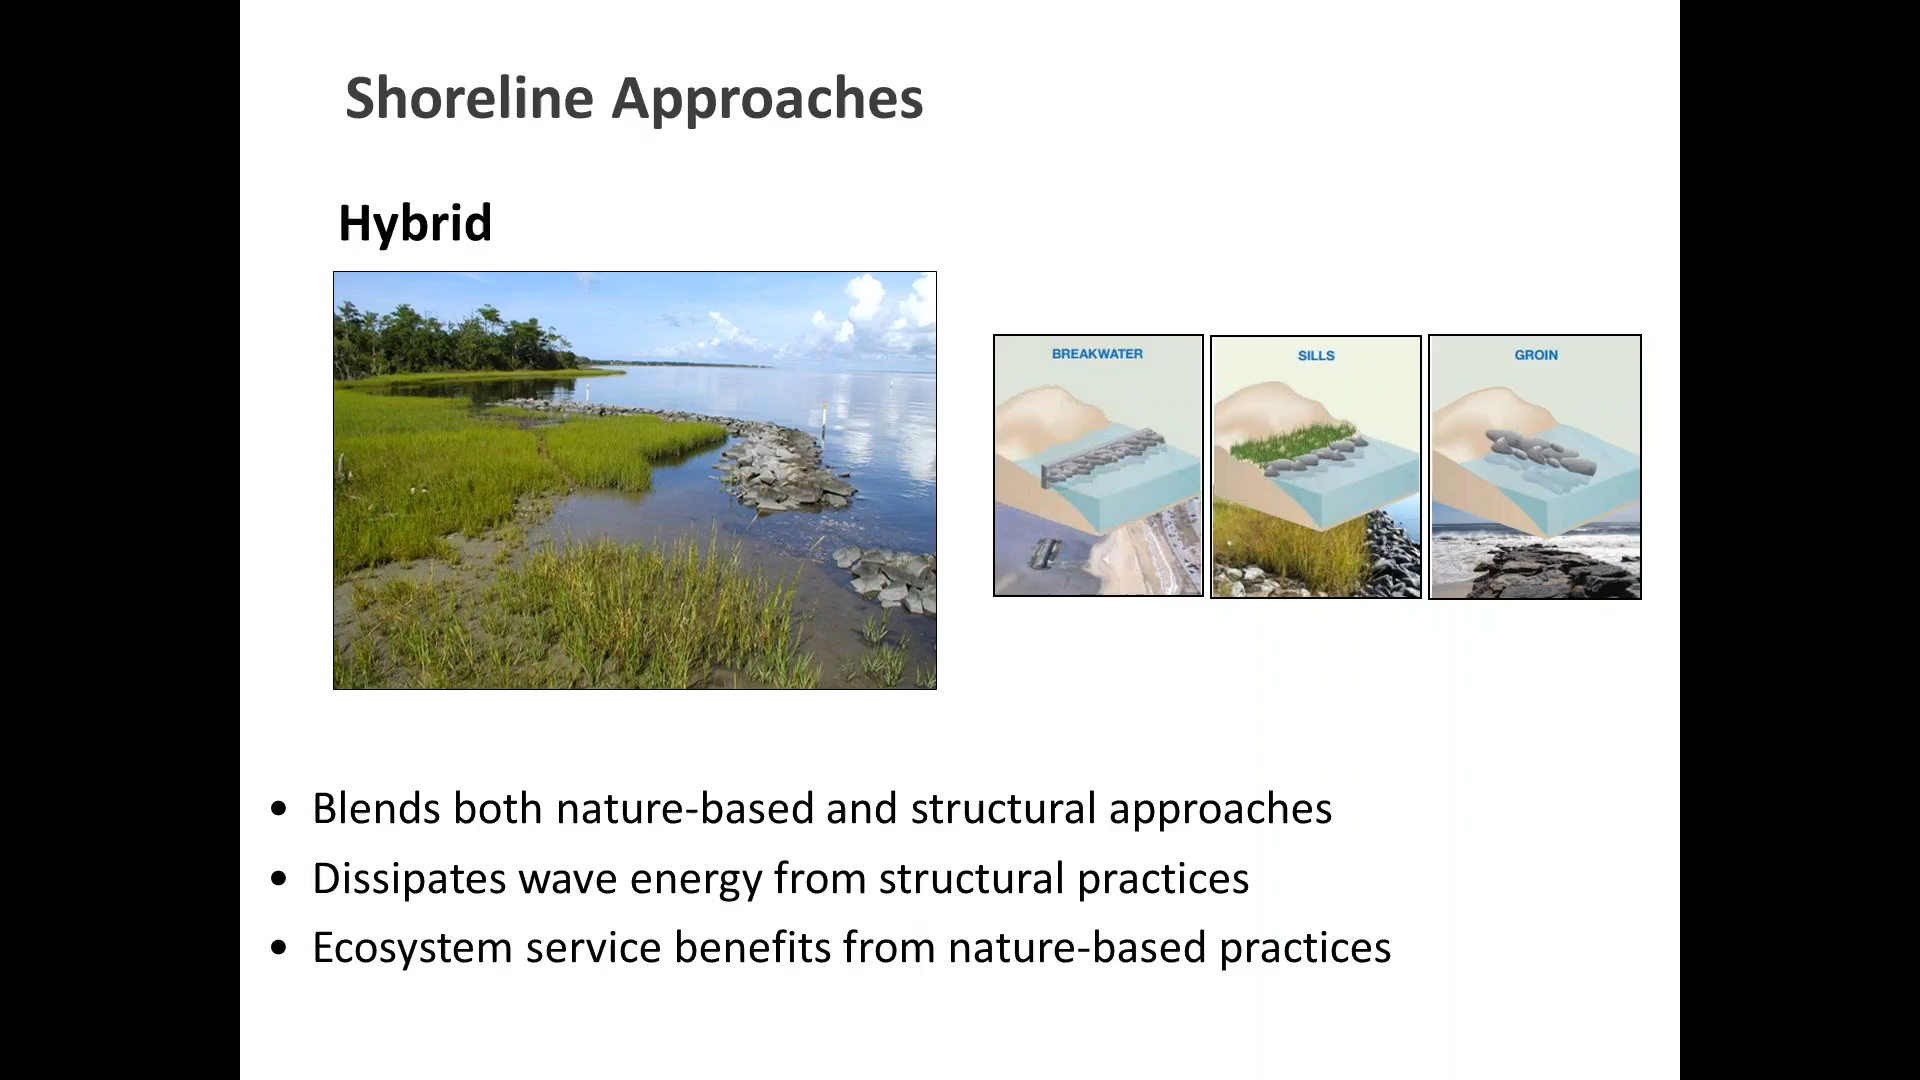 Shoreline Approaches
Hybrid
BREAKWATER
SILLS
GROIN
• Blends both nature-based and structural approaches
• Dissipates wave energy from structural practices
• Ecosystem service benefits from nature-based practices